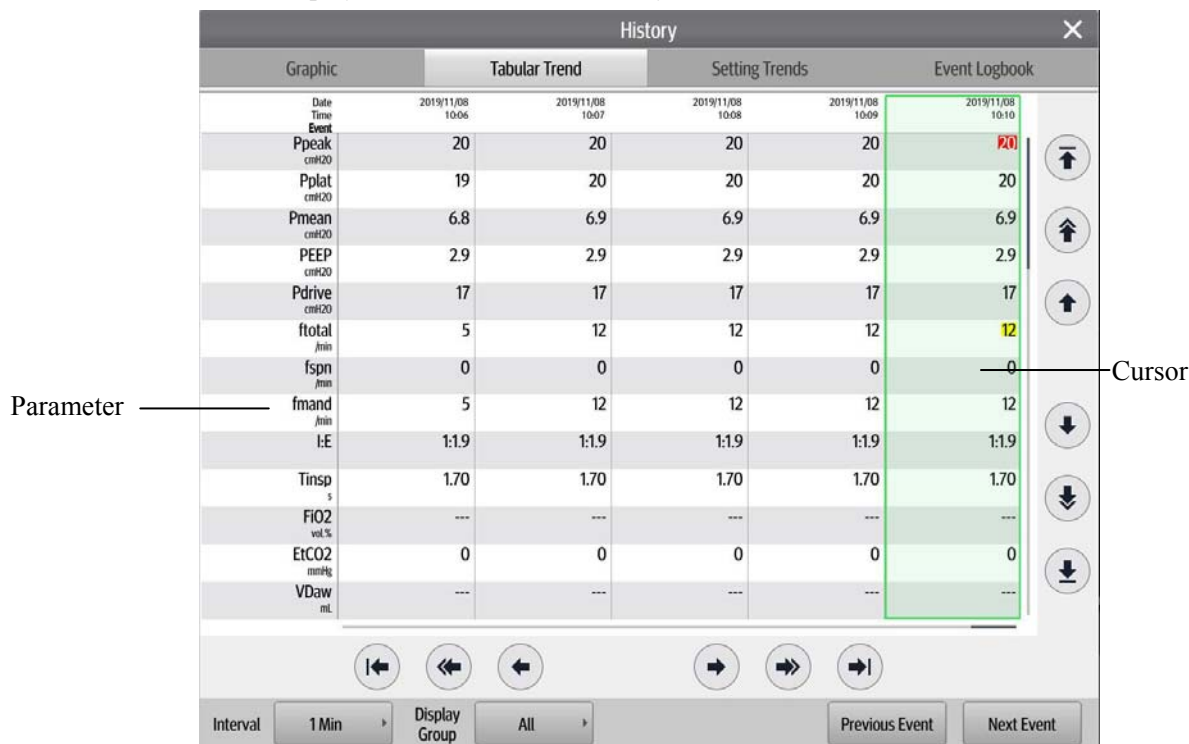 History
Graphic Tabular Trend Setting Trends Event Logbook
Date 2019/11/08 2019/11/08 2019/11/08 2019/11/08 2019/11/08
Time 10:06 10:07 10:08 10:09 10:10
Event
Ppeak 20 20 20 20 20
cmH2O
Pplat 19 20 20 20 20
cmH2O
Pmean 6.8 6.9 6.9 6.9 6.9
cmH2O
PEEP 2.9 2.9 2.9 2.9 2.9
cmH2O
Pdrive 17 17 17 17 17
cmH2O
ftotal 5 12 12 12 12
/min
fspn 0 0 0 0 0
/min
Cursor
Parameter
fmand 5 12 12 12 12
/min
I:E 1:1.9 1:1.9 1:1.9 1:1.9 1:1.9
Tinsp 1.70 1.70 1.70 1.70 1.70
s
FiO2 --- --- --- --- ---
vol.%
EtCO2 0 0 0 0 0
mmHg
VDaw --- --- --- --- ---
mL
Interval 1 Min Display Group All Previous Event Next Event